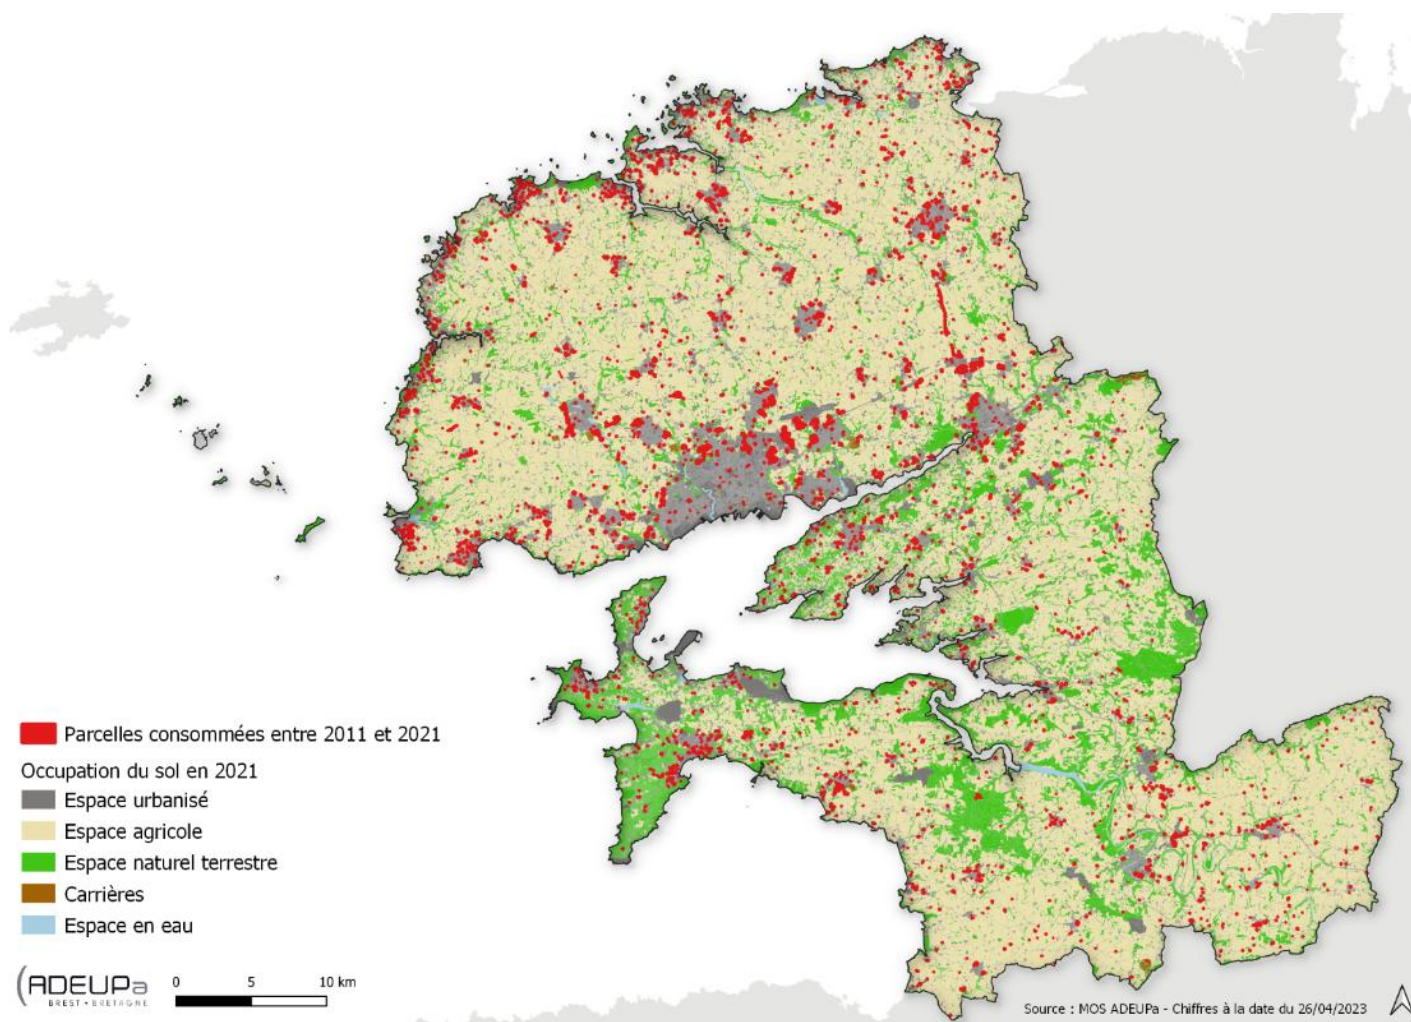 Parcelles consommées entre 2011 et 2021
Occupation du sol en 2021
Espace urbanisé
Espace agricole
Espace naturel terrestre
Carrières
Espace en eau
ADEUPa
BREST • BRETAGNE
0 5 10 km
Source : MOS ADEUPa - Chiffres à la date du 26/04/2023